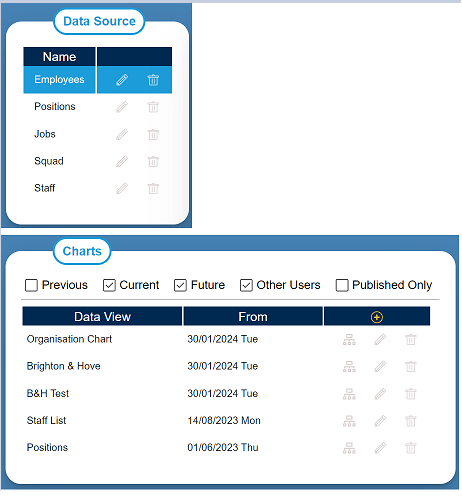 Data Source
Name
Employees
Positions
Jobs
Squad
Staff
Charts
Previous Current Future Other Users Published Only
Data View From
Organisation Chart 30/01/2024 Tue
Brighton & Hove 30/01/2024 Tue
B&H Test 30/01/2024 Tue
Staff List 14/08/2023 Mon
Positions 01/06/2023 Thu